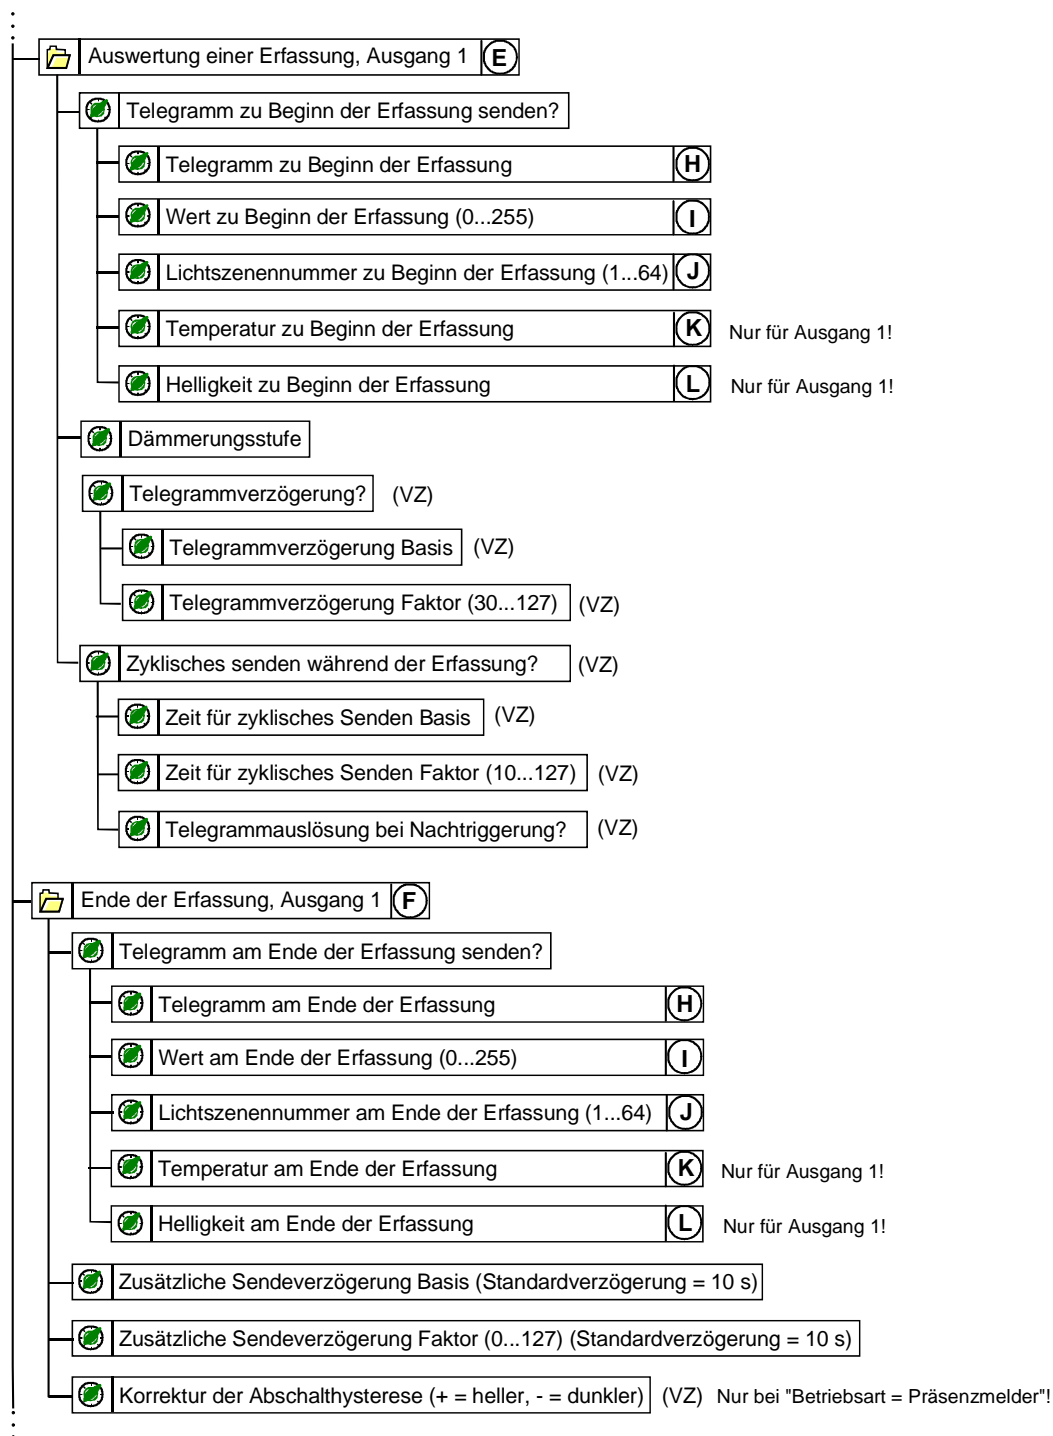 Auswertung einer Erfassung, Ausgang 1 E
Telegramm zu Beginn der Erfassung senden?
Telegramm zu Beginn der Erfassung H
Wert zu Beginn der Erfassung (0...255) I
Lichtszenennummer zu Beginn der Erfassung (1...64) J
Temperatur zu Beginn der Erfassung K Nur für Ausgang 1!
Helligkeit zu Beginn der Erfassung L Nur für Ausgang 1!
Dämmerungsstufe
Telegrammverzögerung? (VZ)
Telegrammverzögerung Basis (VZ)
Telegrammverzögerung Faktor (30...127) (VZ)
Zyklisches senden während der Erfassung? (VZ)
Zeit für zyklisches Senden Basis (VZ)
Zeit für zyklisches Senden Faktor (10...127) (VZ)
Telegrammauslösung bei Nachtriggerung? (VZ)
Ende der Erfassung, Ausgang 1 F
Telegramm am Ende der Erfassung senden?
Telegramm am Ende der Erfassung H
Wert am Ende der Erfassung (0...255) I
Lichtszenennummer am Ende der Erfassung (1...64) J
Temperatur am Ende der Erfassung K Nur für Ausgang 1!
Helligkeit am Ende der Erfassung L Nur für Ausgang 1!
Zusätzliche Sendeverzögerung Basis (Standardverzögerung = 10 s)
Zusätzliche Sendeverzögerung Faktor (0...127) (Standardverzögerung = 10 s)
Korrektur der Abschalthysterese (+ = heller, - = dunkler) (VZ) Nur bei "Betriebsart = Präsenzmelder"!